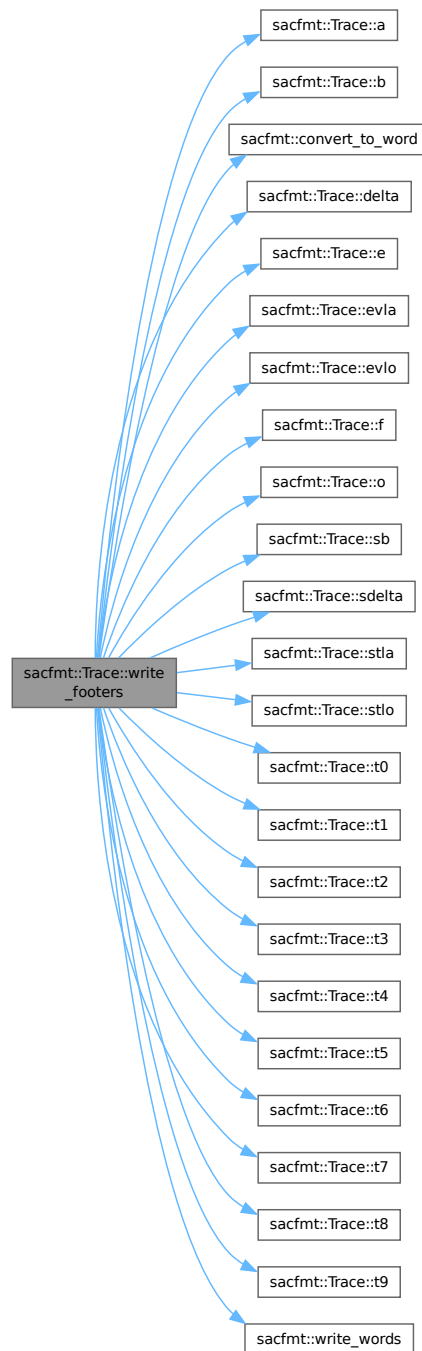 sacfmt::Trace::a
sacfmt::Trace::b
sacfmt::convert_to_word
sacfmt::Trace::delta
sacfmt::Trace::e
sacfmt::Trace::evla
sacfmt::Trace::evlo
sacfmt::Trace::f
sacfmt::Trace::o
sacfmt::Trace::sb
sacfmt::Trace::sdelta
sacfmt::Trace::write
_footers
sacfmt::Trace::stla
sacfmt::Trace::stlo
sacfmt::Trace::t0
sacfmt::Trace::t1
sacfmt::Trace::t2
sacfmt::Trace::t3
sacfmt::Trace::t4
sacfmt::Trace::t5
sacfmt::Trace::t6
sacfmt::Trace::t7
sacfmt::Trace::t8
sacfmt::Trace::t9
sacfmt::write_words